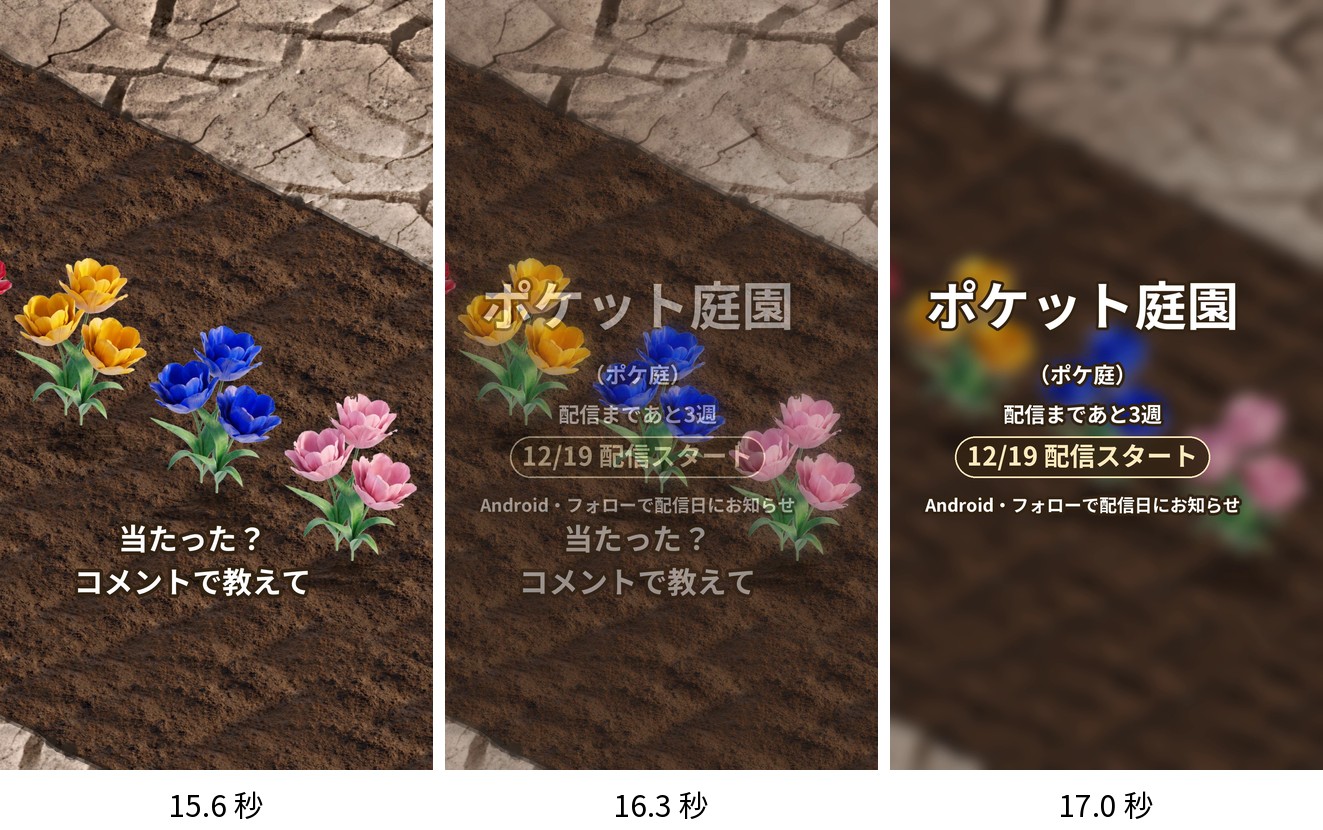 当たった？
コメントで教えて
15.6 秒
ポケット庭園
（ポケ庭）
配信まであと3週
12/19 配信スタート
Android・フォローで配信日にお知らせ
当たった？
コメントで教えて
16.3 秒
ポケット庭園
（ポケ庭）
配信まであと3週
12/19 配信スタート
Android・フォローで配信日にお知らせ
17.0 秒